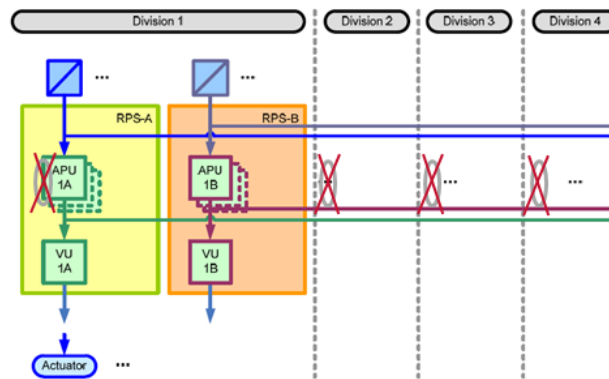 Division 1
Division 2
Division 3
Division 4
...
...
RPS-A
RPS-B
APU
1A
APU
1B
...
...
...
VU
1A
VU
1B
Actuator
...